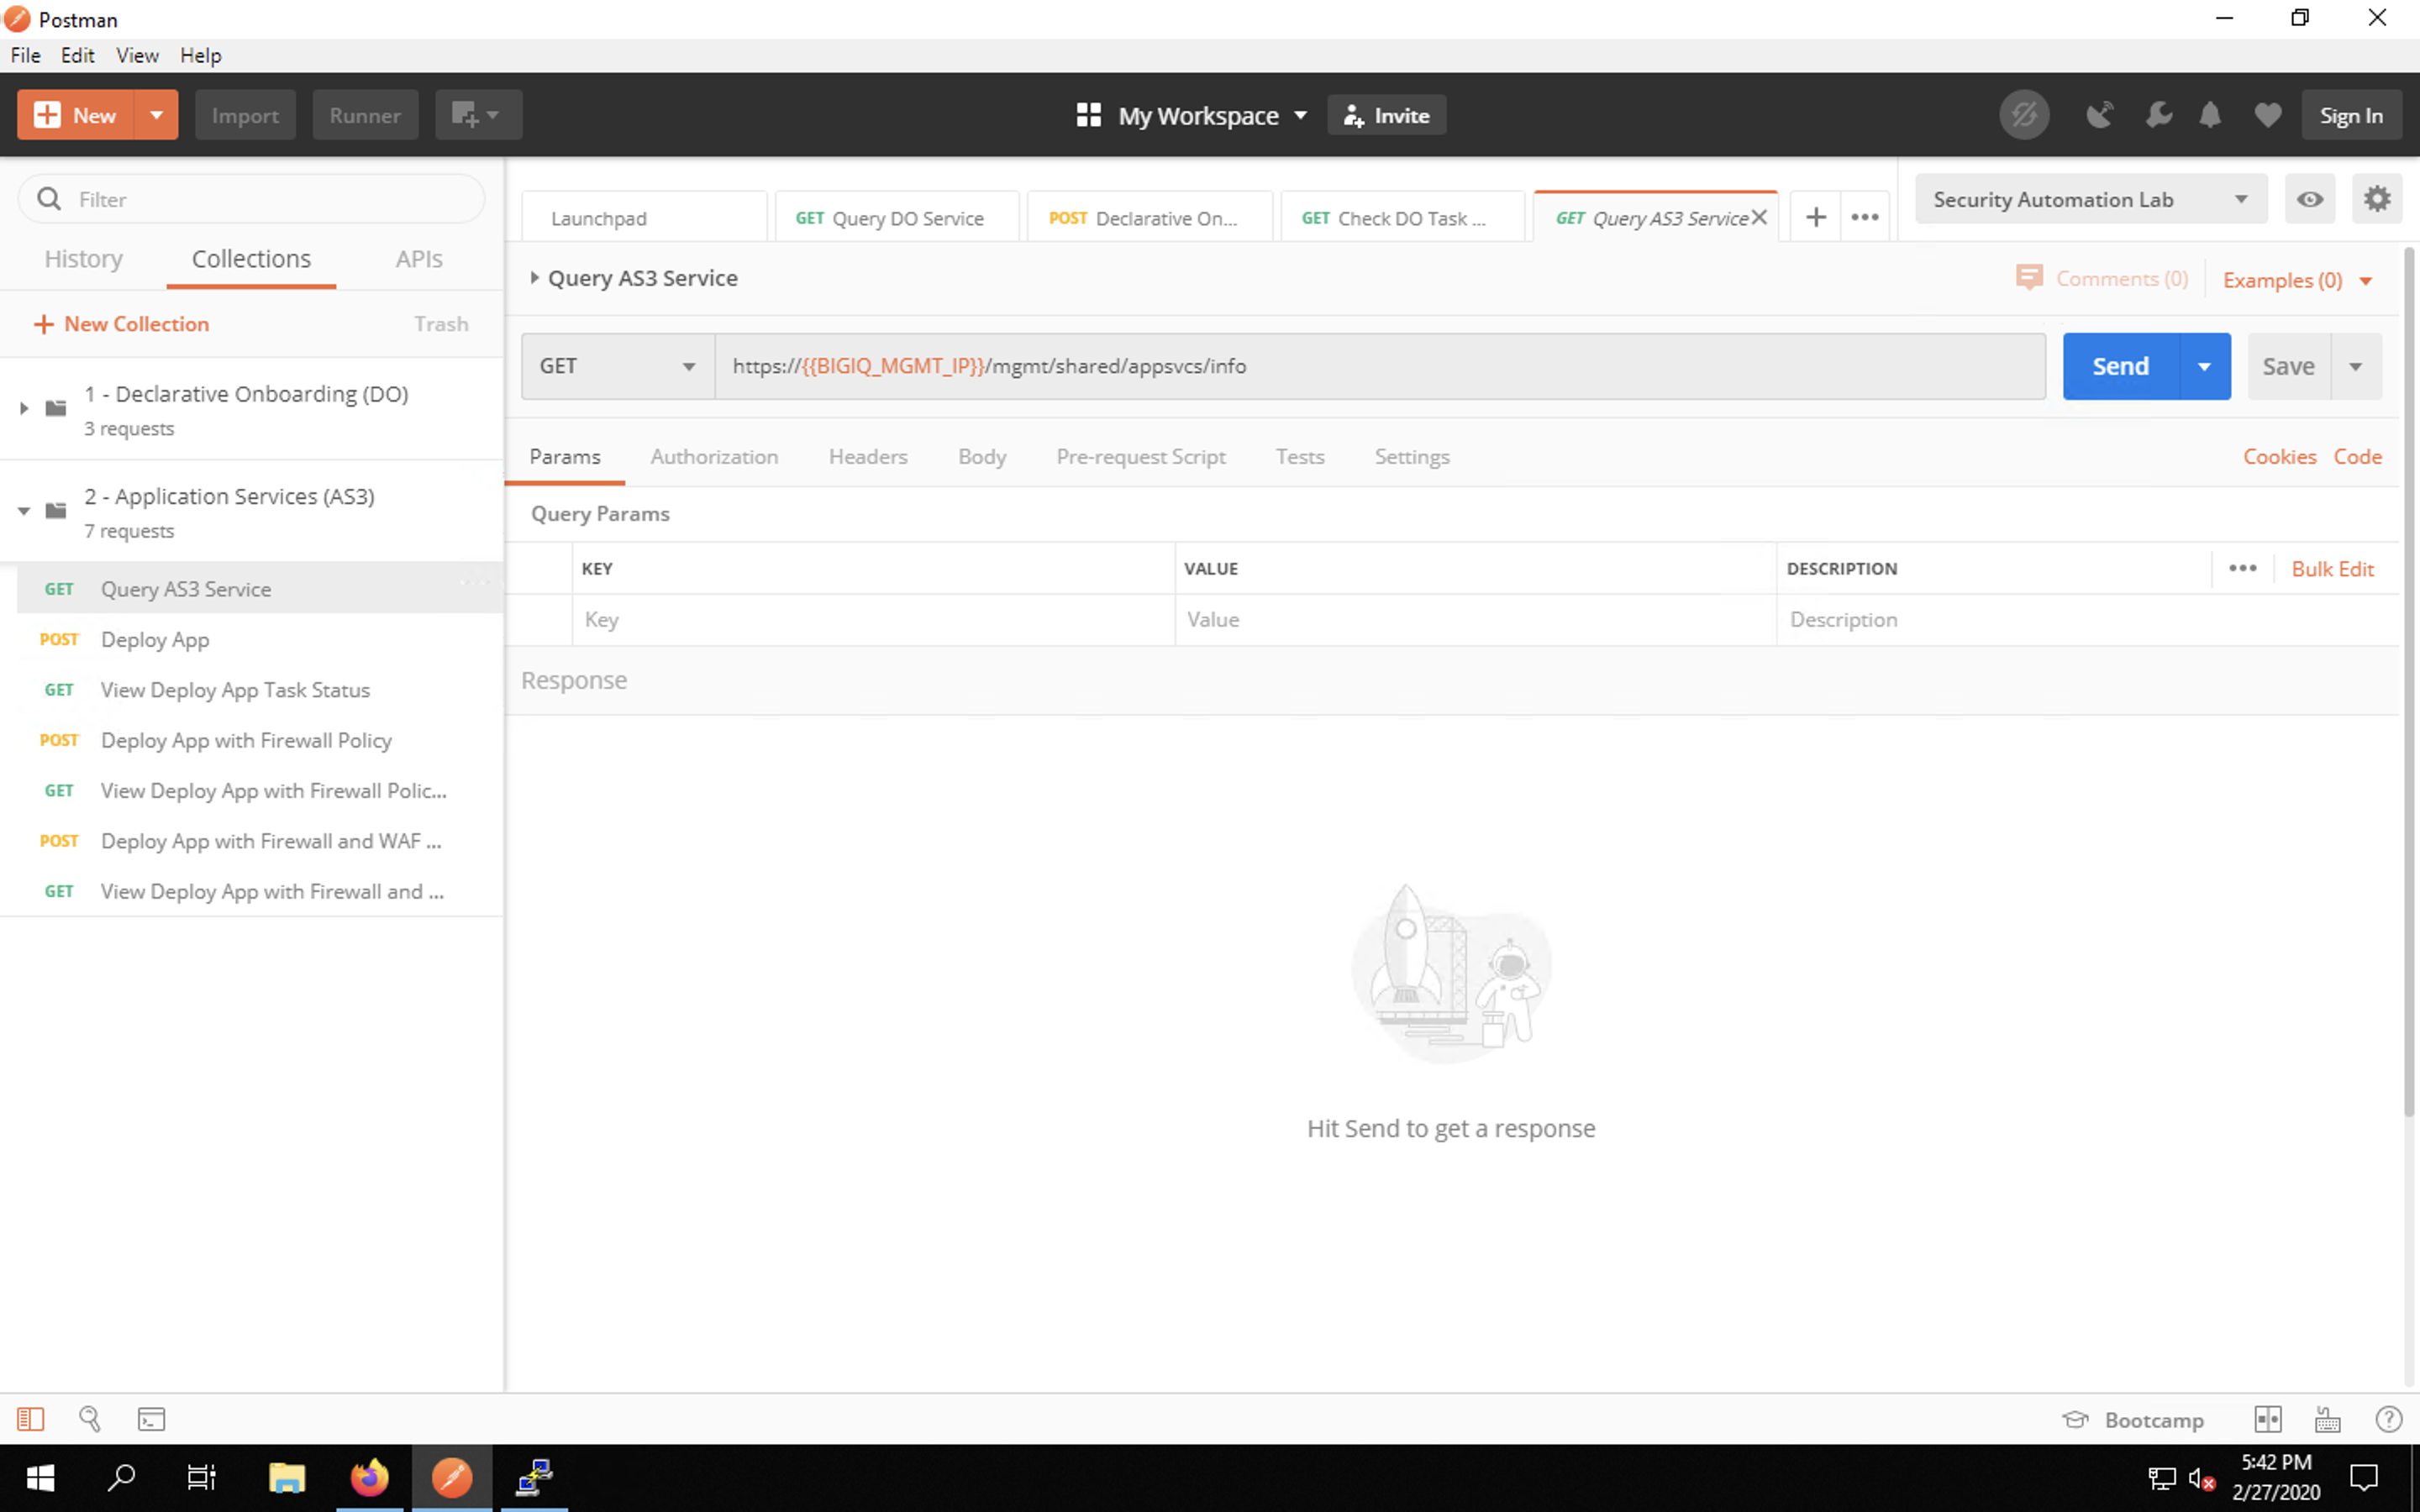 Postman
File Edit View Help
New Import Runner My Workspace Invite Sign In
Filter
History Collections APIs
New Collection Trash
1 - Declarative Onboarding (DO)
3 requests
2 - Application Services (AS3)
7 requests
GET Query AS3 Service
POST Deploy App
GET View Deploy App Task Status
POST Deploy App with Firewall Policy
GET View Deploy App with Firewall Polic...
POST Deploy App with Firewall and WAF ...
GET View Deploy App with Firewall and ...
Launchpad GET Query DO Service POST Declarative On... GET Check DO Task ... GET Query AS3 Service Security Automation Lab
Query AS3 Service Comments (0) Examples (0)
GET https://{{BIGIQ_MGMT_IP}}/mgmt/shared/appsvcs/info Send Save
Params Authorization Headers Body Pre-request Script Tests Settings Cookies Code
Query Params
KEY VALUE DESCRIPTION Bulk Edit
Key Value Description
Response
Hit Send to get a response
Bootcamp
5:42 PM
2/27/2020